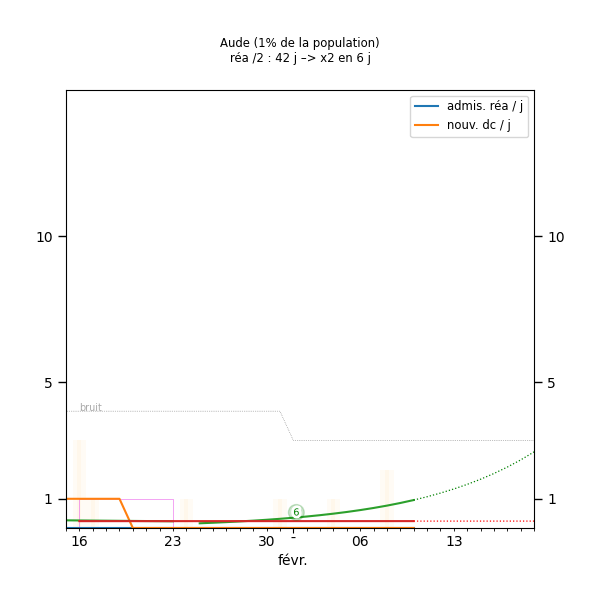 Aude (1% de la population)
réa /2 : 42 j –> x2 en 6 j
admis. réa / j
nouv. dc / j
10
10
5
5
bruit
1
1
6
16
23
30
06
13
févr.